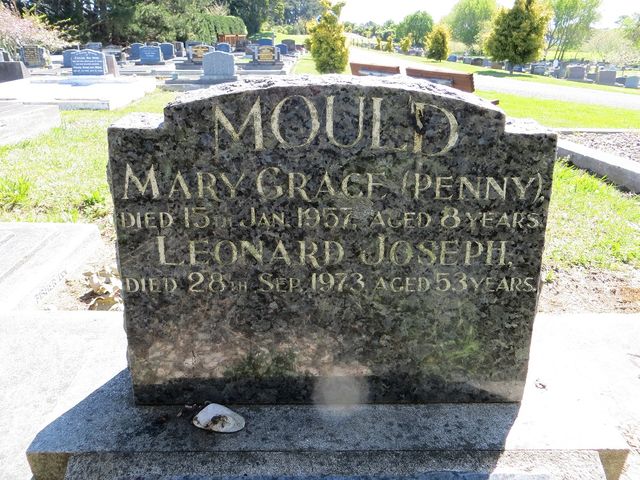 MOULD
MARY GRACE (PENNY),
DIED 15TH JAN. 1957, AGED 8 YEARS.
LEONARD JOSEPH,
DIED 28TH SEP. 1973, AGED 53 YEARS.